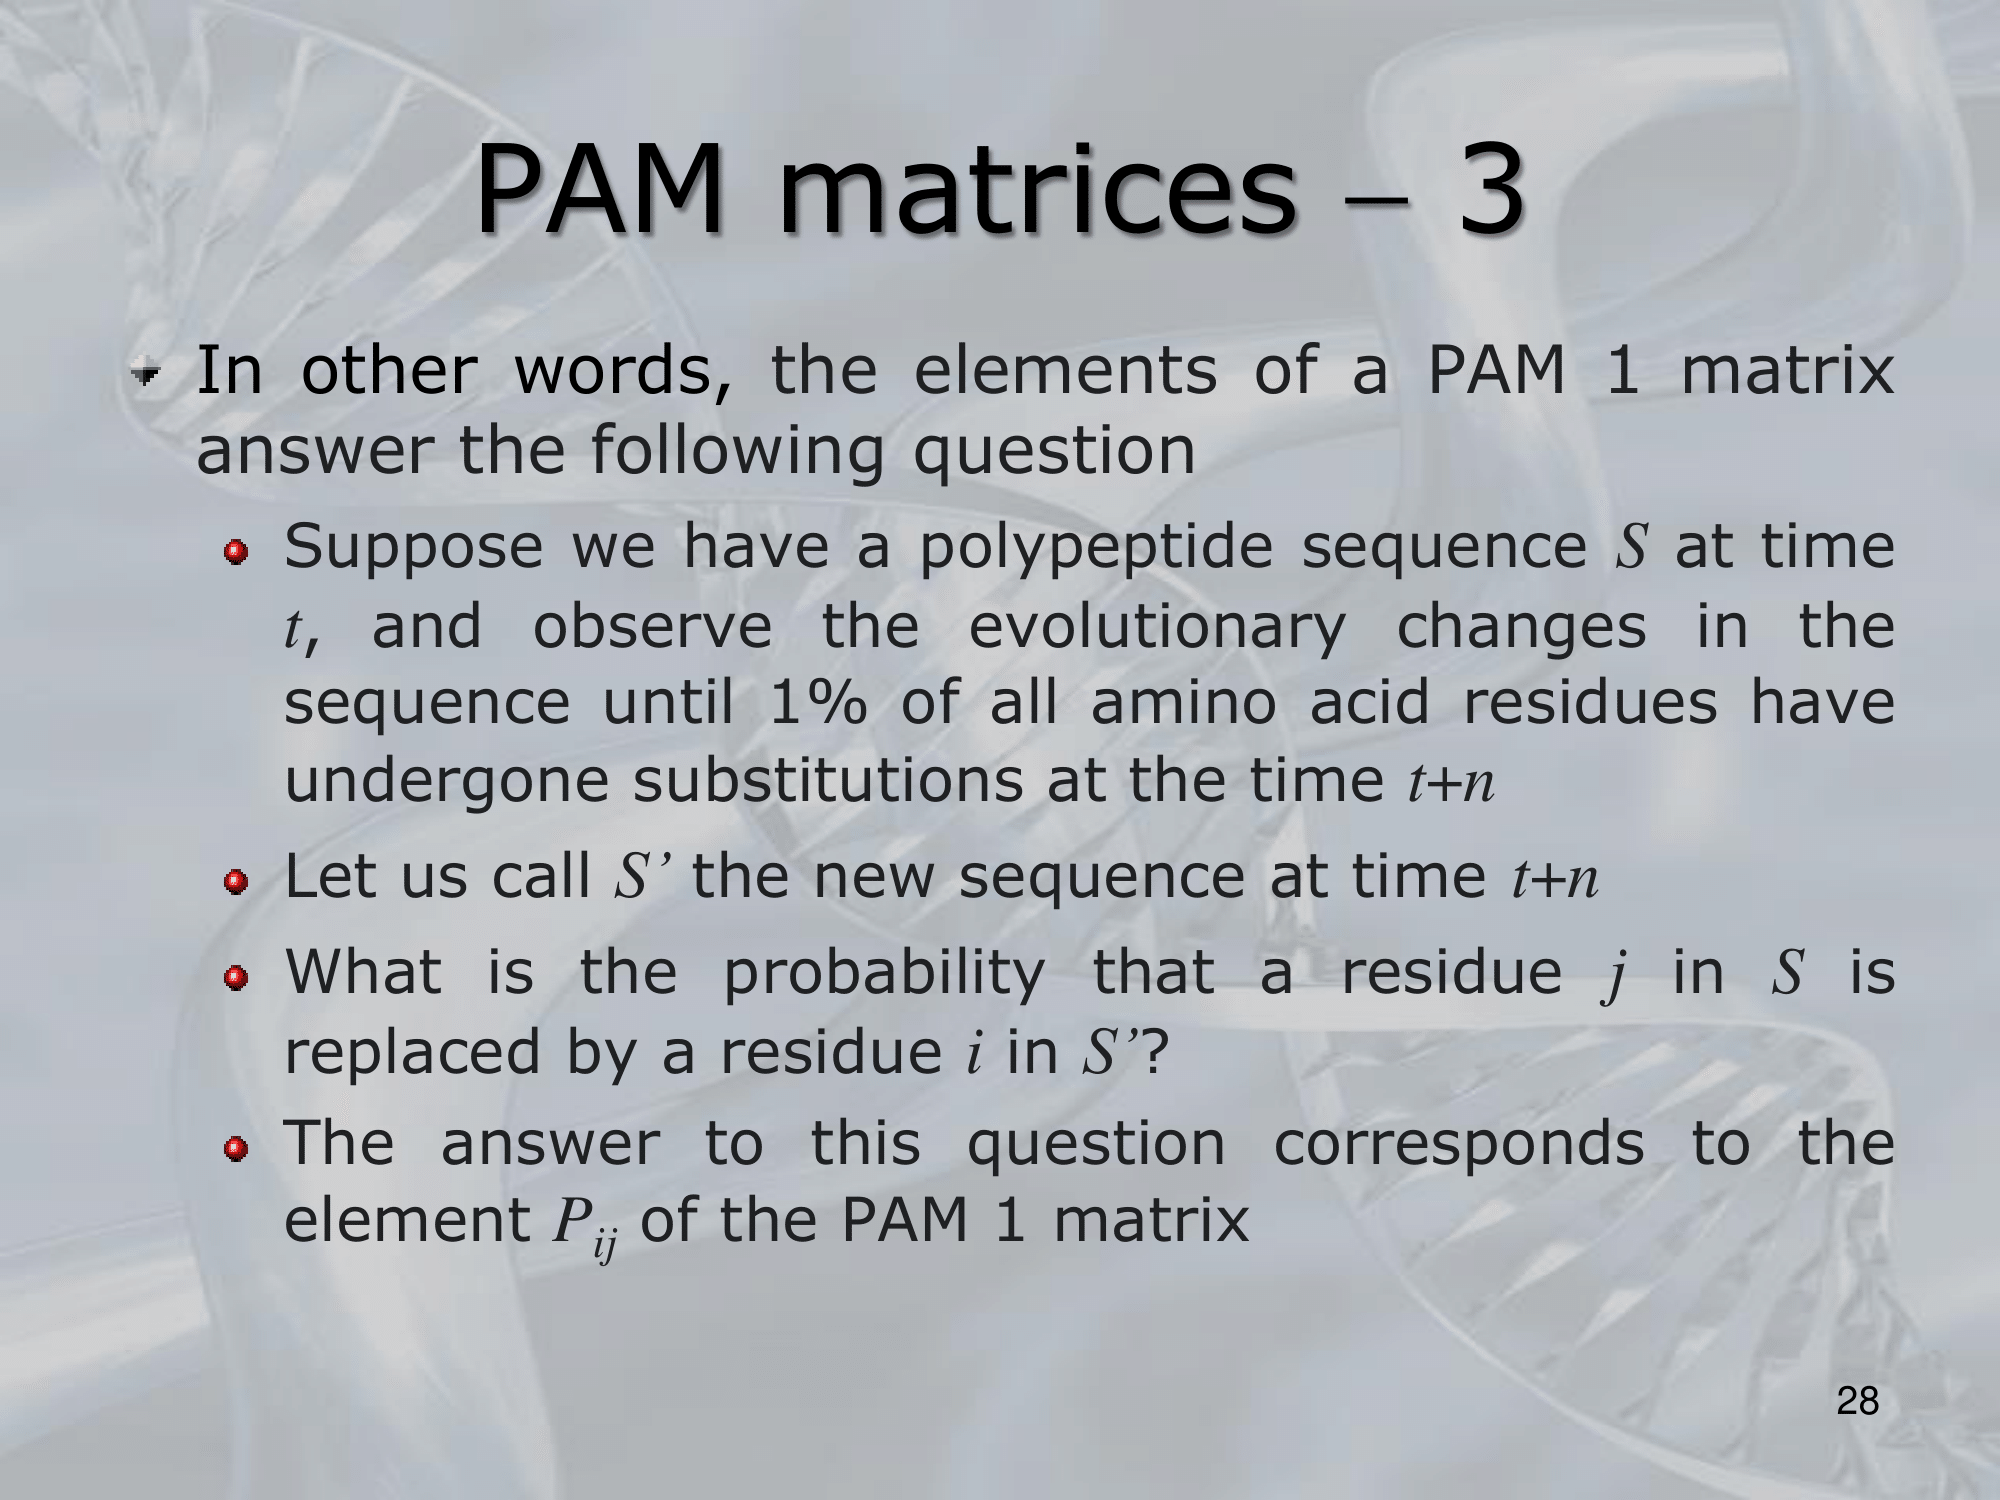 PAM matrices – 3
In other words, the elements of a PAM 1 matrix
answer the following question
Suppose we have a polypeptide sequence S at time
t, and observe the evolutionary changes in the
sequence until 1% of all amino acid residues have
undergone substitutions at the time t+n
Let us call S’ the new sequence at time t+n
What is the probability that a residue j in S is
replaced by a residue i in S’?
The answer to this question corresponds to the
element Pij of the PAM 1 matrix
28